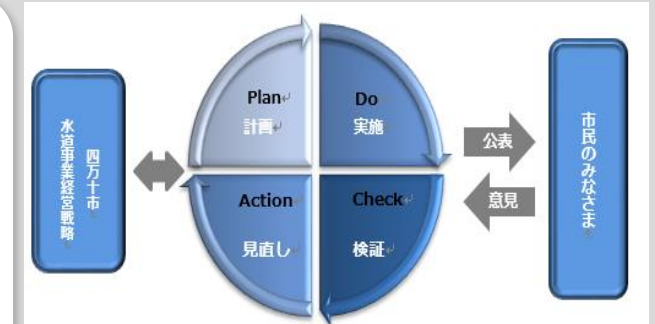 四万十市
水道事業経営戦略
Plan
計画
Do
実施
Action
見直し
Check
検証
公表
意見
市民のみなさま